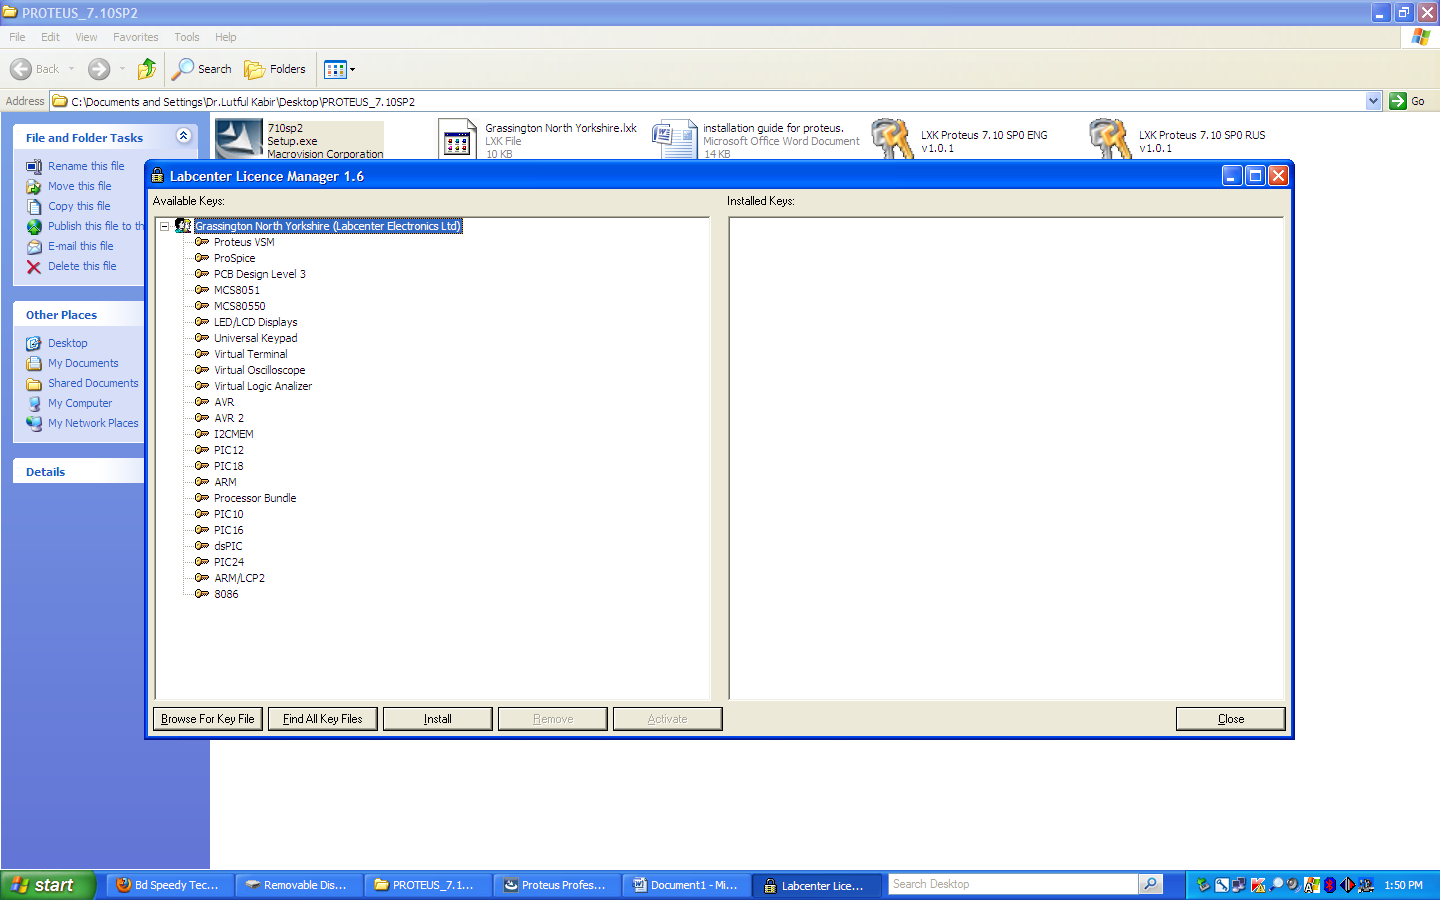 PROTEUS_7.10SP2
File Edit View Favorites Tools Help
Back Search Folders
Address C:\Documents and Settings\Dr.Lutful Kabir\Desktop\PROTEUS_7.10SP2 Go
File and Folder Tasks
Rename this file
Move this file
Copy this file
Publish this file to th
E-mail this file
Delete this file
Other Places
Desktop
My Documents
Shared Documents
My Computer
My Network Places
Details
710sp2
Setup.exe
Macrovision Corporation
Grassington North Yorkshire.lxk
LXK File
10 KB
installation guide for proteus.
Microsoft Office Word Document
14 KB
LXK Proteus 7.10 SP0 ENG
v1.0.1
LXK Proteus 7.10 SP0 RUS
v1.0.1
Labcenter Licence Manager 1.6
Available Keys:
Grassington North Yorkshire (Labcenter Electronics Ltd)
Proteus VSM
ProSpice
PCB Design Level 3
MCS8051
MCS80550
LED/LCD Displays
Universal Keypad
Virtual Terminal
Virtual Oscilloscope
Virtual Logic Analizer
AVR
AVR 2
I2CMEM
PIC12
PIC18
ARM
Processor Bundle
PIC10
PIC16
dsPIC
PIC24
ARM/LCP2
8086
Installed Keys:
Browse For Key File Find All Key Files Install Remove Activate Close
start Bd Speedy Tec... Removable Dis... PROTEUS_7.1... Proteus Profes... Document1 - Mi... Labcenter Lice... Search Desktop 1:50 PM